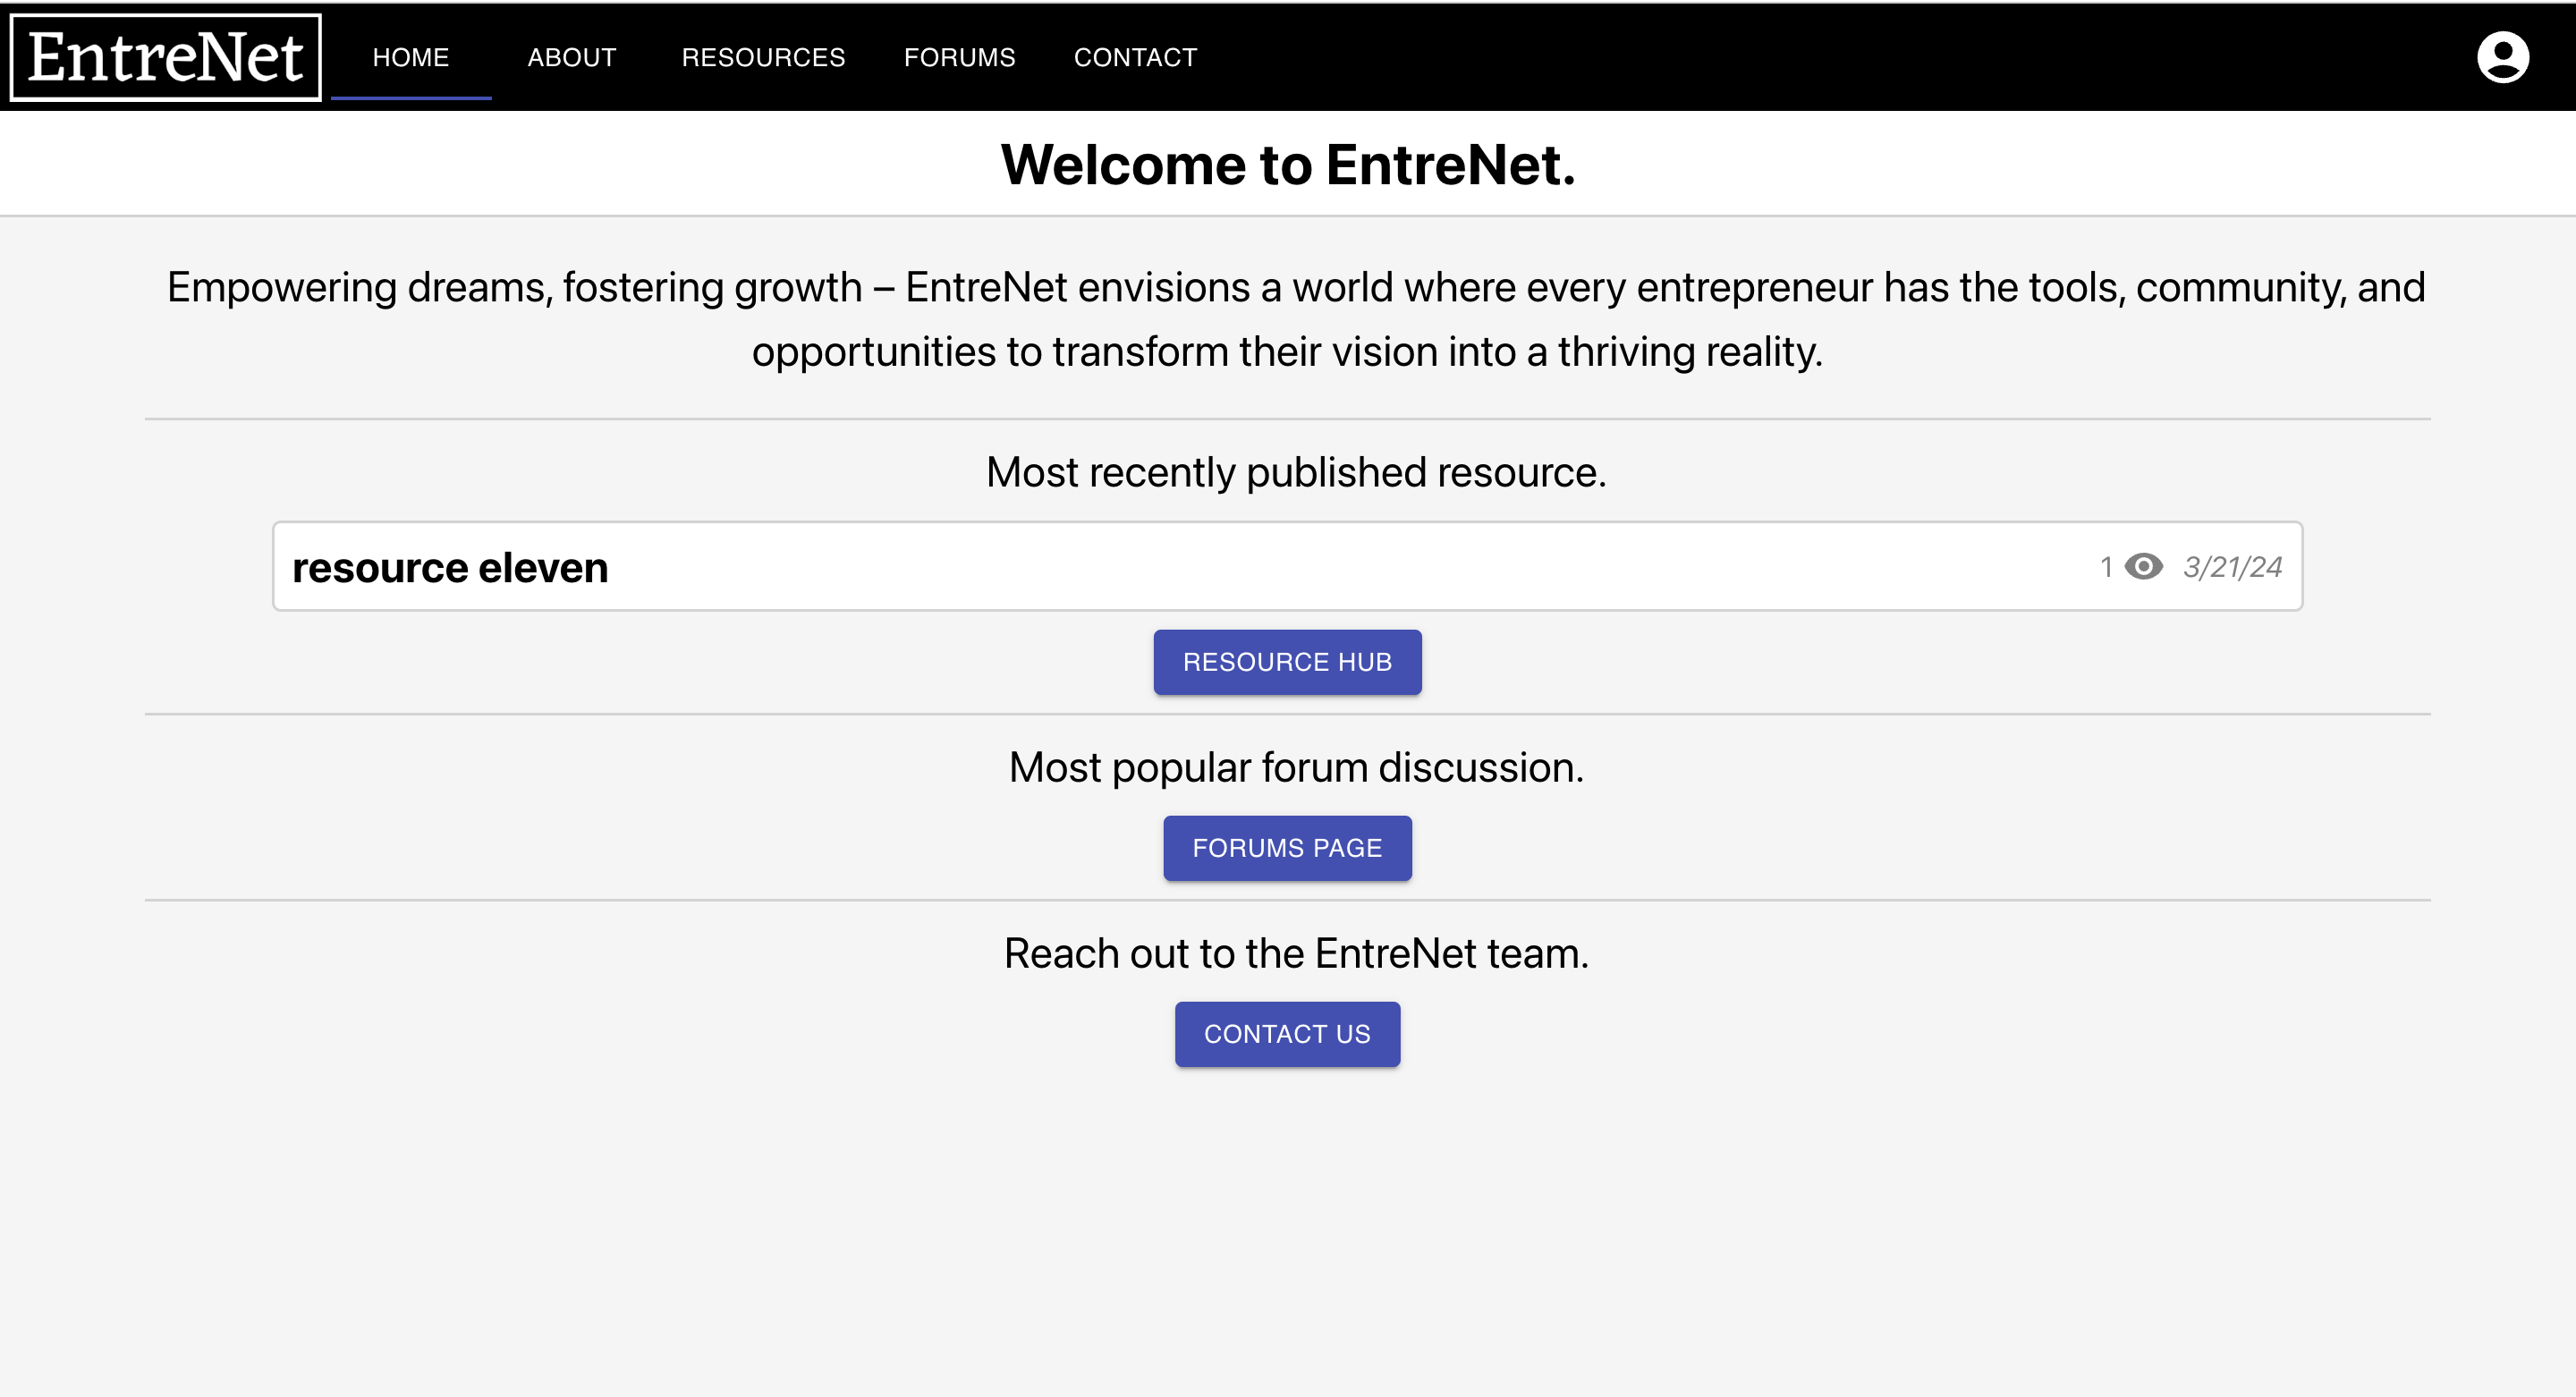 EntreNet
HOME ABOUT RESOURCES FORUMS CONTACT
Welcome to EntreNet.
Empowering dreams, fostering growth – EntreNet envisions a world where every entrepreneur has the tools, community, and
opportunities to transform their vision into a thriving reality.
Most recently published resource.
resource eleven 1 3/21/24
RESOURCE HUB
Most popular forum discussion.
FORUMS PAGE
Reach out to the EntreNet team.
CONTACT US